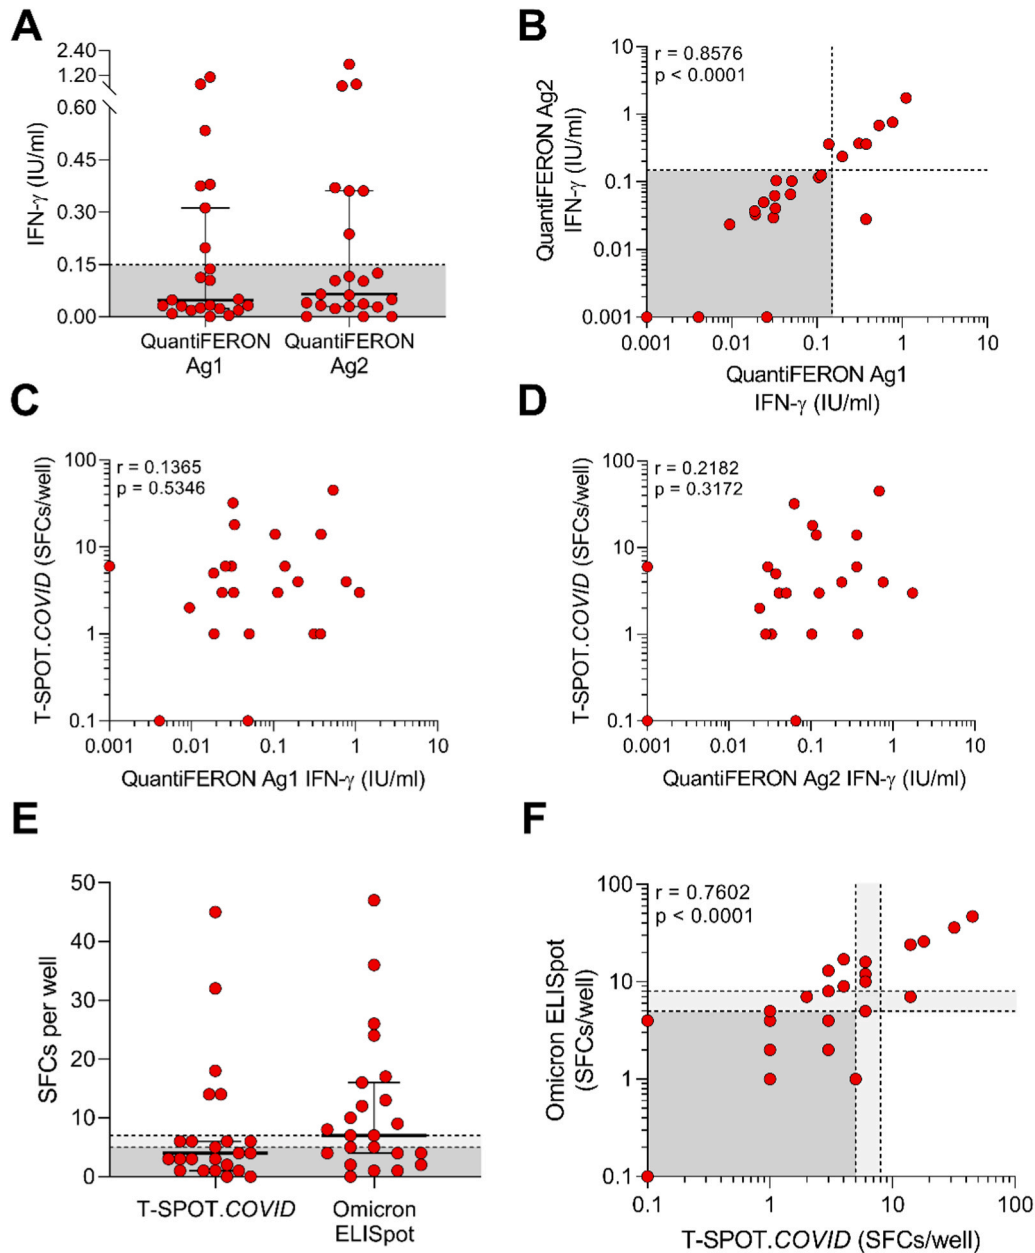 A
2.40
1.20
0.60
0.45
0.30
0.15
0.00
IFN-γ (IU/ml)
QuantiFERON
Ag1
QuantiFERON
Ag2
B
r = 0.8576
p < 0.0001
10
1
0.1
0.01
0.001
QuantiFERON Ag2
IFN-γ (IU/ml)
0.001
0.01
0.1
1
10
QuantiFERON Ag1
IFN-γ (IU/ml)
C
r = 0.1365
p = 0.5346
100
10
1
0.1
T-SPOT.COVID (SFCs/well)
0.001
0.01
0.1
1
10
QuantiFERON Ag1 IFN-γ (IU/ml)
D
r = 0.2182
p = 0.3172
100
10
1
0.1
T-SPOT.COVID (SFCs/well)
0.001
0.01
0.1
1
10
QuantiFERON Ag2 IFN-γ (IU/ml)
E
50
40
30
20
10
0
SFCs per well
T-SPOT.COVID
Omicron
ELISpot
F
r = 0.7602
p < 0.0001
100
10
1
0.1
Omicron ELISpot
(SFCs/well)
0.1
1
10
100
T-SPOT.COVID (SFCs/well)